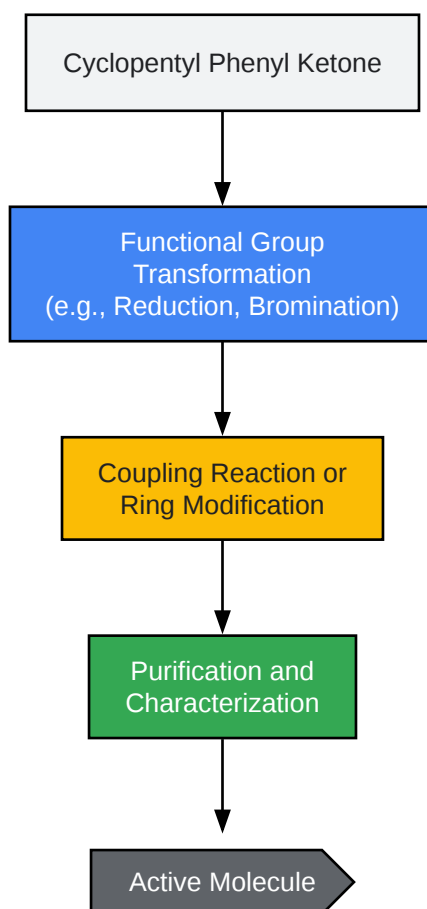 Cyclopentyl Phenyl Ketone
Functional Group
Transformation
(e.g., Reduction, Bromination)
Coupling Reaction or
Ring Modification
Purification and
Characterization
Active Molecule